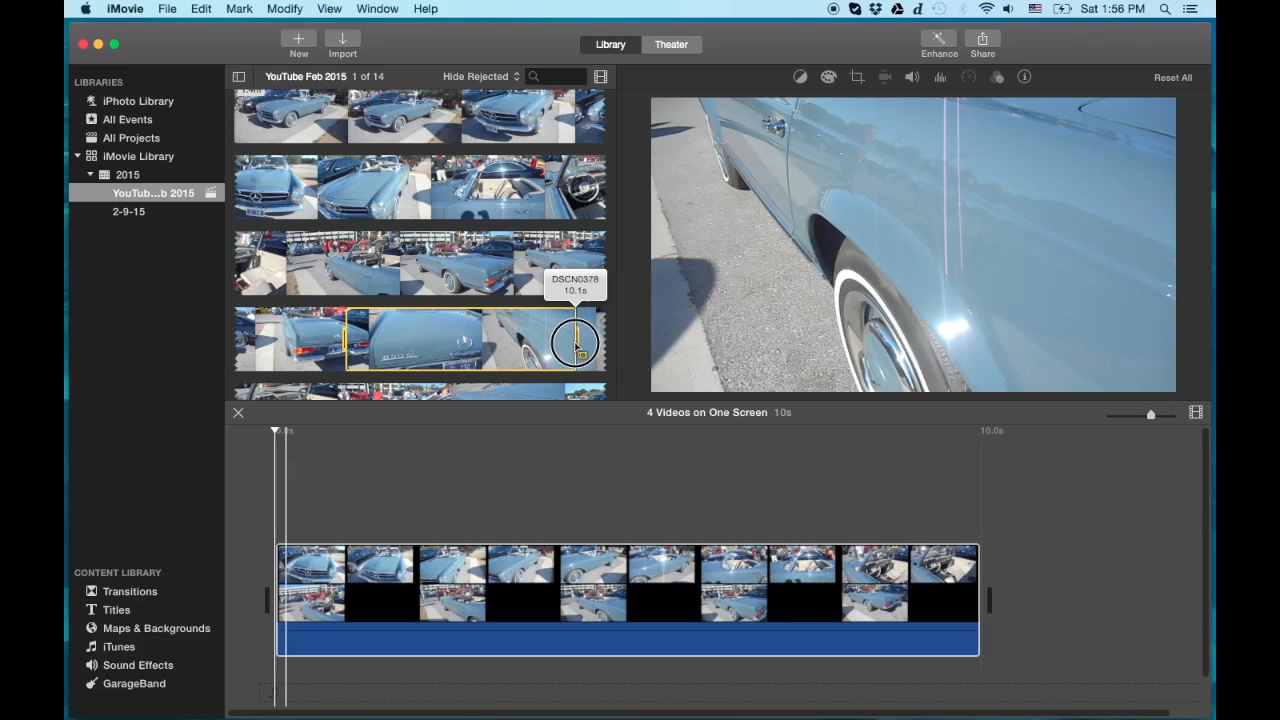 iMovie File Edit Mark Modify View Window Help
Sat 1:56 PM
New Import
Library Theater
Enhance Share
LIBRARIES
iPhoto Library
All Events
All Projects
iMovie Library
2015
YouTub...b 2015
2-9-15
YouTube Feb 2015 1 of 14
Hide Rejected
Reset All
DSCN0378
10.1s
4 Videos on One Screen 10s
10.0s
CONTENT LIBRARY
Transitions
Titles
Maps & Backgrounds
iTunes
Sound Effects
GarageBand